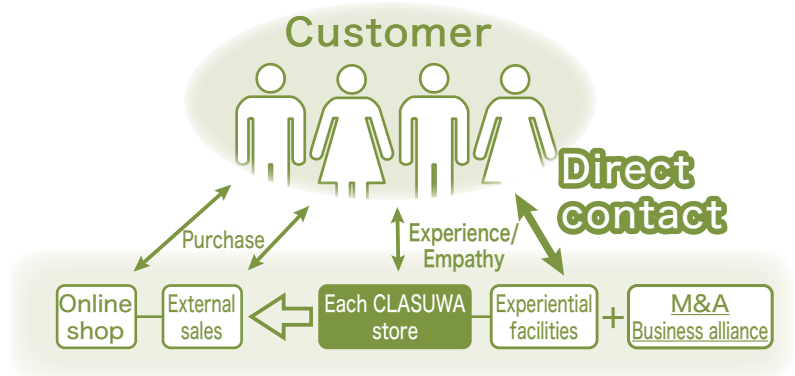 Customer
Direct
contact
Purchase
Experience/
Empathy
Online
shop
External
sales
Each CLASUWA
store
Experiential
facilities
+
M&A
Business alliance